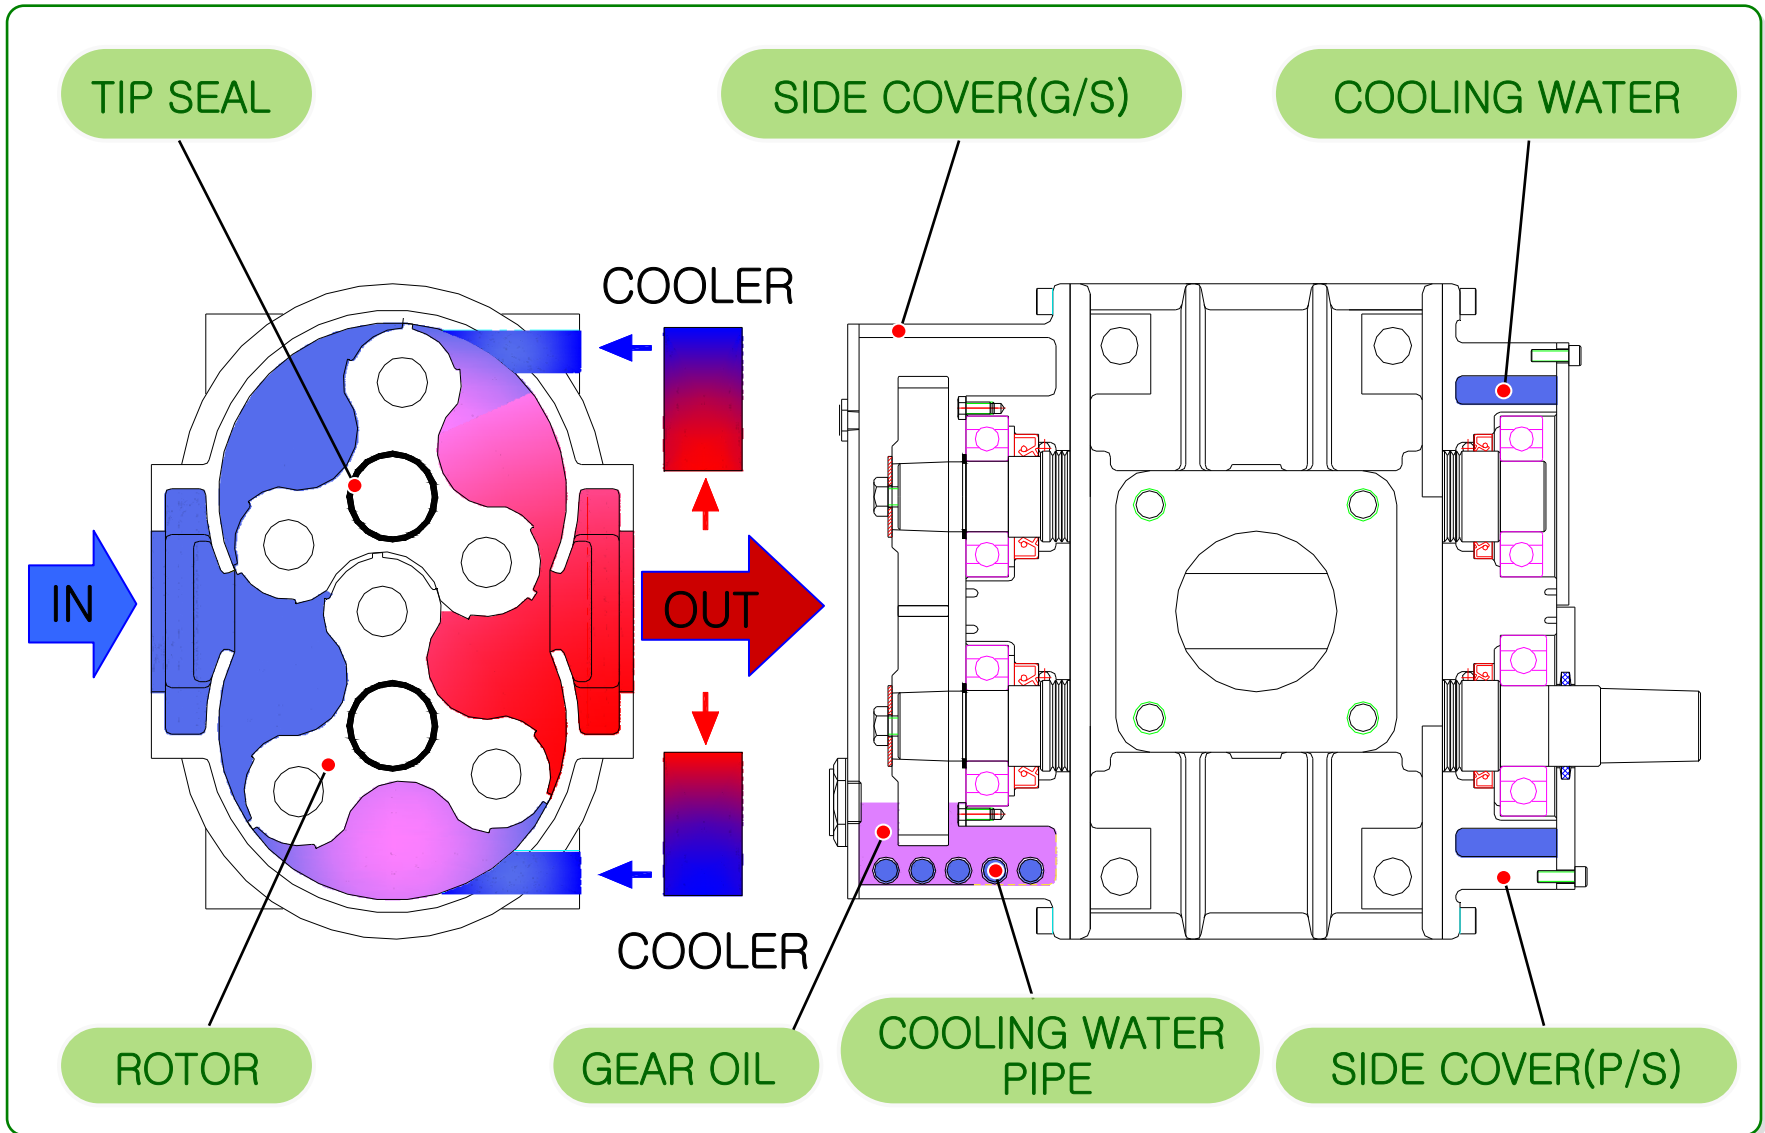 TIP SEAL
SIDE COVER(G/S)
COOLING WATER
COOLER
IN
OUT
COOLER
ROTOR
GEAR OIL
COOLING WATER
PIPE
SIDE COVER(P/S)